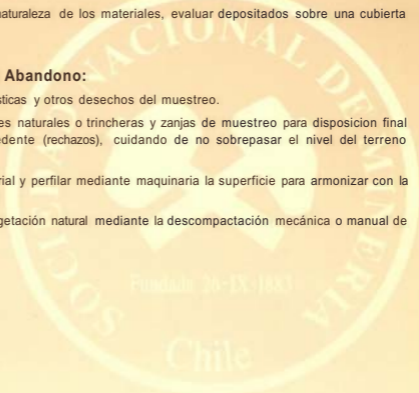 naturaleza de los materiales, evaluar depositados sobre una cubierta
Abandono:
sticas y otros desechos del muestreo.
es naturales o trincheras y zanjas de muestreo para disposicion final
edente (rechazos), cuidando de no sobrepasar el nivel del terreno
rial y perfilar mediante maquinaria la superficie para armonizar con la
getación natural mediante la descompactación mecánica o manual de
SOCIEDAD NACIONAL DE MINERIA
Fundada 26-IX-1883
Chile